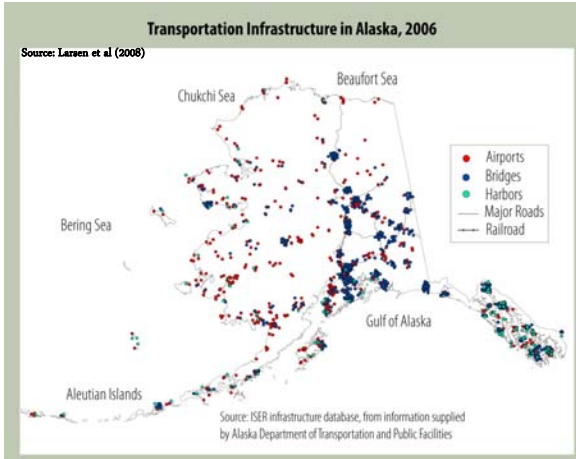 Transportation Infrastructure in Alaska, 2006
Source: Larsen et al (2008)
Beaufort Sea
Chukchi Sea
Airports
Bridges
Harbors
Major Roads
Railroad
Bering Sea
Gulf of Alaska
Aleutian Islands
Source: ISER infrastructure database, from information supplied
by Alaska Department of Transportation and Public Facilities